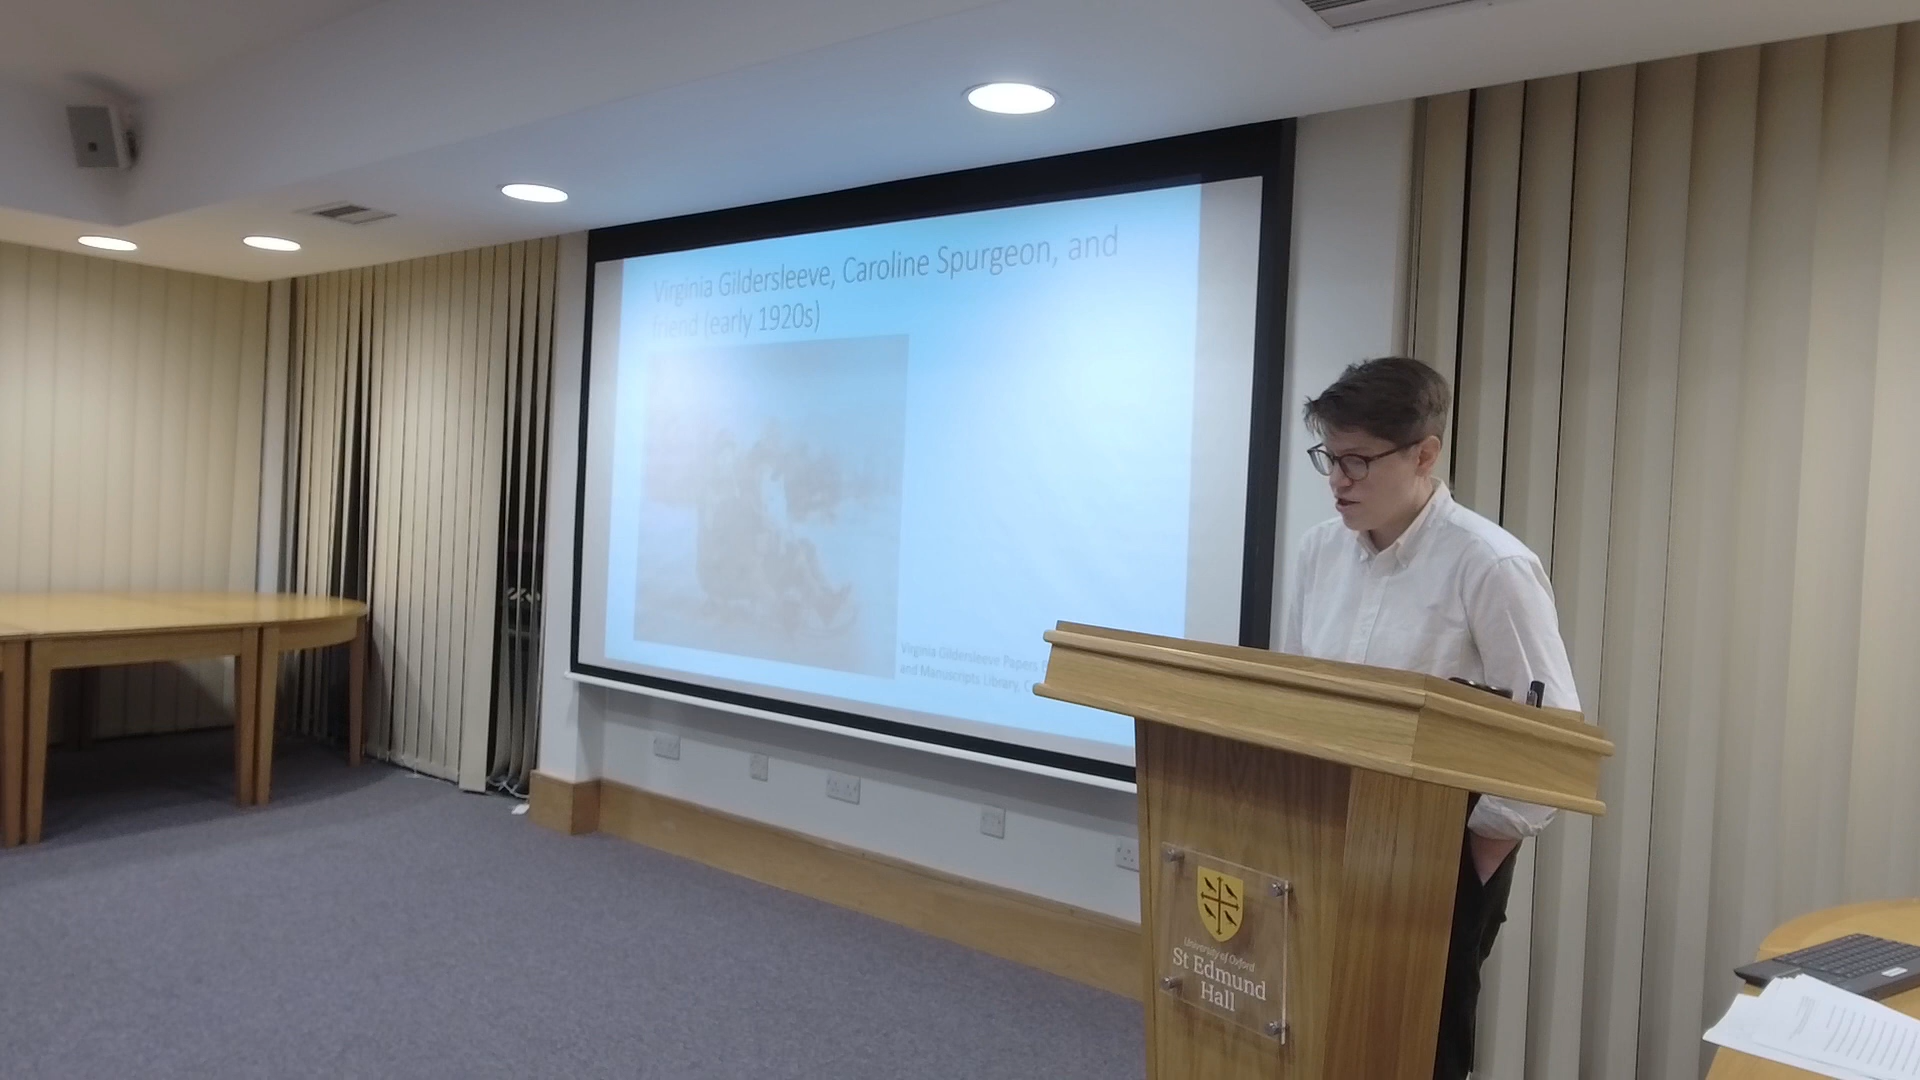 Virginia Gildersleeve, Caroline Spurgeon, and
friend (early 1920s)
Virginia Gildersleeve Papers
and Manuscripts Library,
University of Oxford
St Edmund
Hall